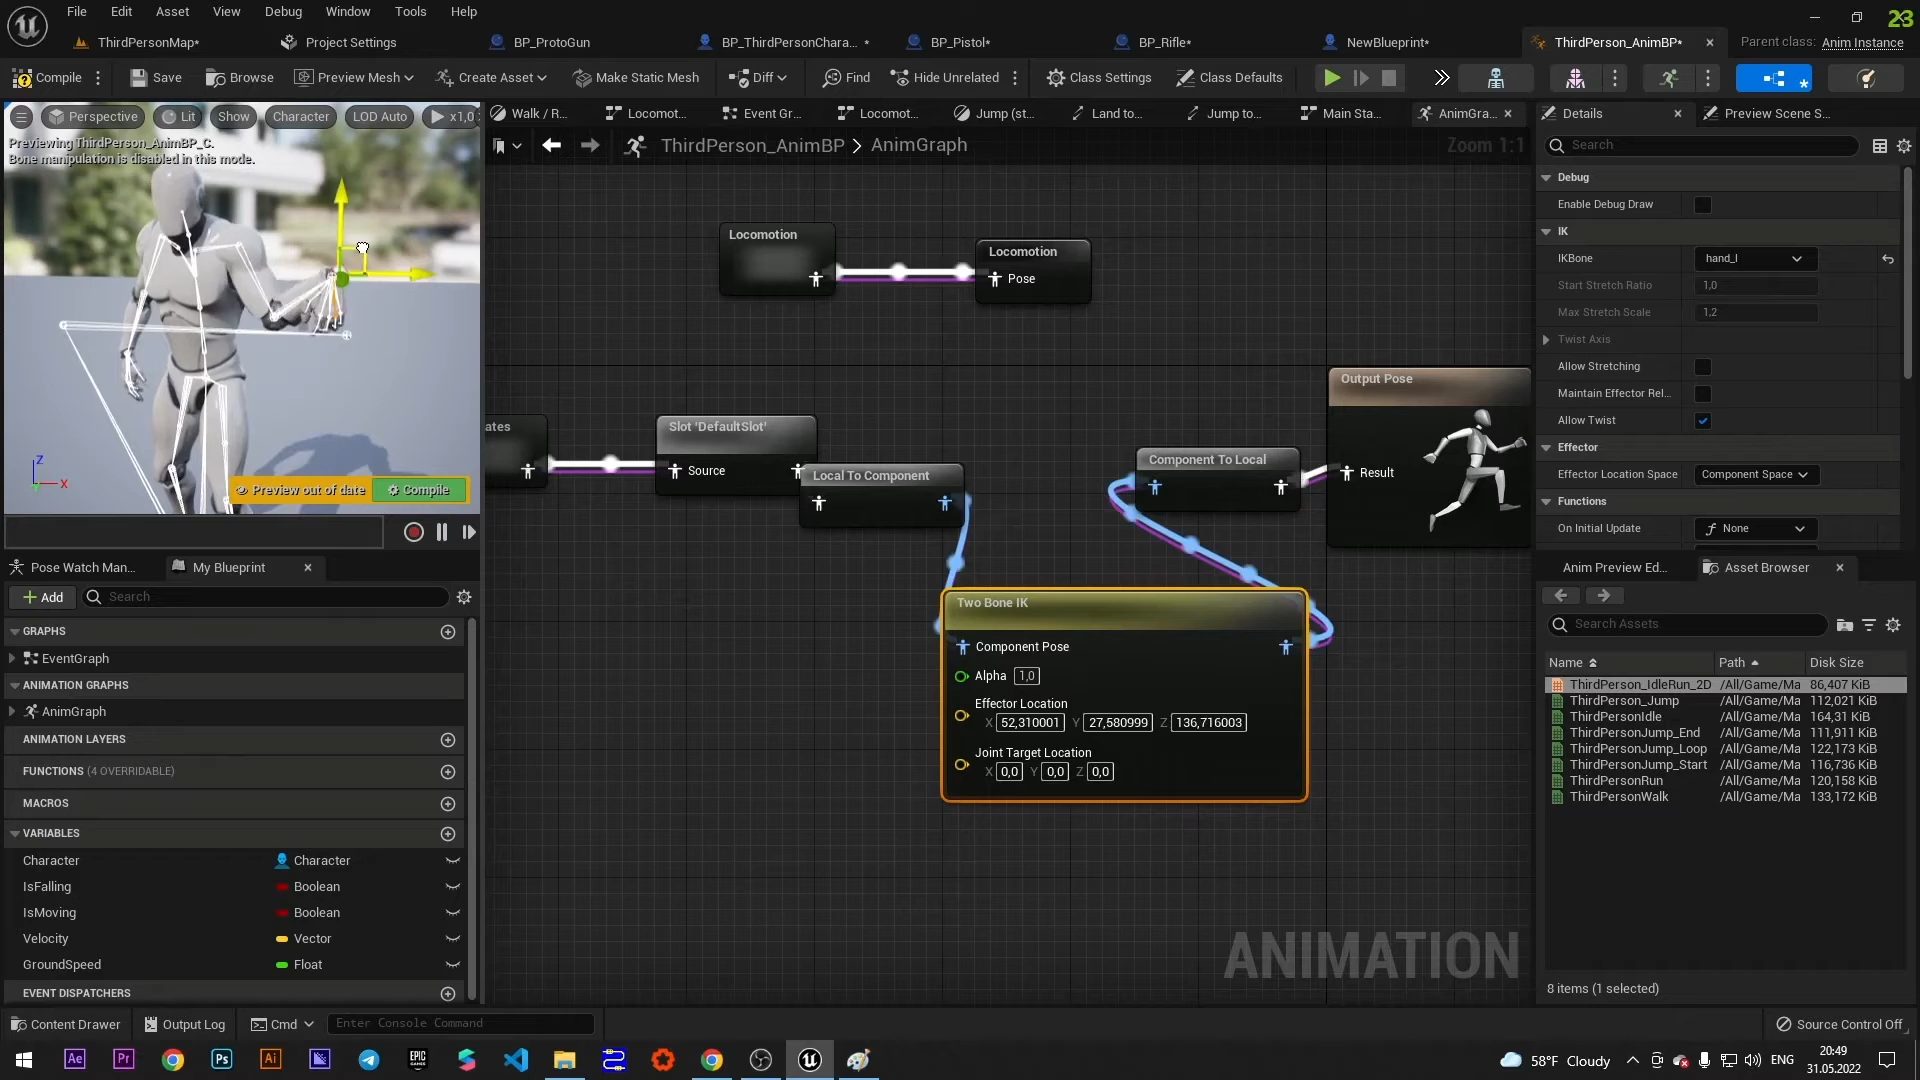 File Edit Asset View Debug Window Tools Help
23
ThirdPersonMap* Project Settings BP_ProtoGun BP_ThirdPersonChara... * BP_Pistol* BP_Rifle* NewBlueprint* ThirdPerson_AnimBP* Parent class: Anim Instance
Compile Save Browse Preview Mesh Create Asset Make Static Mesh Diff Find Hide Unrelated Class Settings Class Defaults
Perspective Lit Show Character LOD Auto x1,0
Previewing ThirdPerson_AnimBP_C.
Bone manipulation is disabled in this mode.
Z
X
Preview out of date Compile
Walk / R... Locomot... Event Gr... Locomot... Jump (st... Land to... Jump to... Main Sta... AnimGra...
ThirdPerson_AnimBP > AnimGraph Zoom 1:1
Locomotion
Locomotion
Pose
ates
Slot 'DefaultSlot'
Source
Local To Component
Component To Local
Output Pose
Result
Two Bone IK
Component Pose
Alpha 1,0
Effector Location
X 52,310001 Y 27,580999 Z 136,716003
Joint Target Location
X 0,0 Y 0,0 Z 0,0
ANIMATION
Details Preview Scene S...
Search
Debug
Enable Debug Draw
IK
IKBone hand_l
Start Stretch Ratio 1,0
Max Stretch Scale 1,2
Twist Axis
Allow Stretching
Maintain Effector Rel...
Allow Twist
Effector
Effector Location Space Component Space
Functions
On Initial Update None
Anim Preview Ed... Asset Browser
Search Assets
Name Path Disk Size
ThirdPerson_IdleRun_2D /All/Game/Ma 86,407 KiB
ThirdPerson_Jump /All/Game/Ma 112,021 KiB
ThirdPersonIdle /All/Game/Ma 164,31 KiB
ThirdPersonJump_End /All/Game/Ma 111,911 KiB
ThirdPersonJump_Loop /All/Game/Ma 122,173 KiB
ThirdPersonJump_Start /All/Game/Ma 116,736 KiB
ThirdPersonRun /All/Game/Ma 120,158 KiB
ThirdPersonWalk /All/Game/Ma 133,172 KiB
8 items (1 selected)
Pose Watch Man... My Blueprint
Add Search
GRAPHS
EventGraph
ANIMATION GRAPHS
AnimGraph
ANIMATION LAYERS
FUNCTIONS (4 OVERRIDABLE)
MACROS
VARIABLES
Character Character
IsFalling Boolean
IsMoving Boolean
Velocity Vector
GroundSpeed Float
EVENT DISPATCHERS
Content Drawer Output Log Cmd Enter Console Command Source Control Off
Ae Pr Ps Ai EPIC GAMES
58°F Cloudy ENG 20:49
31.05.2022